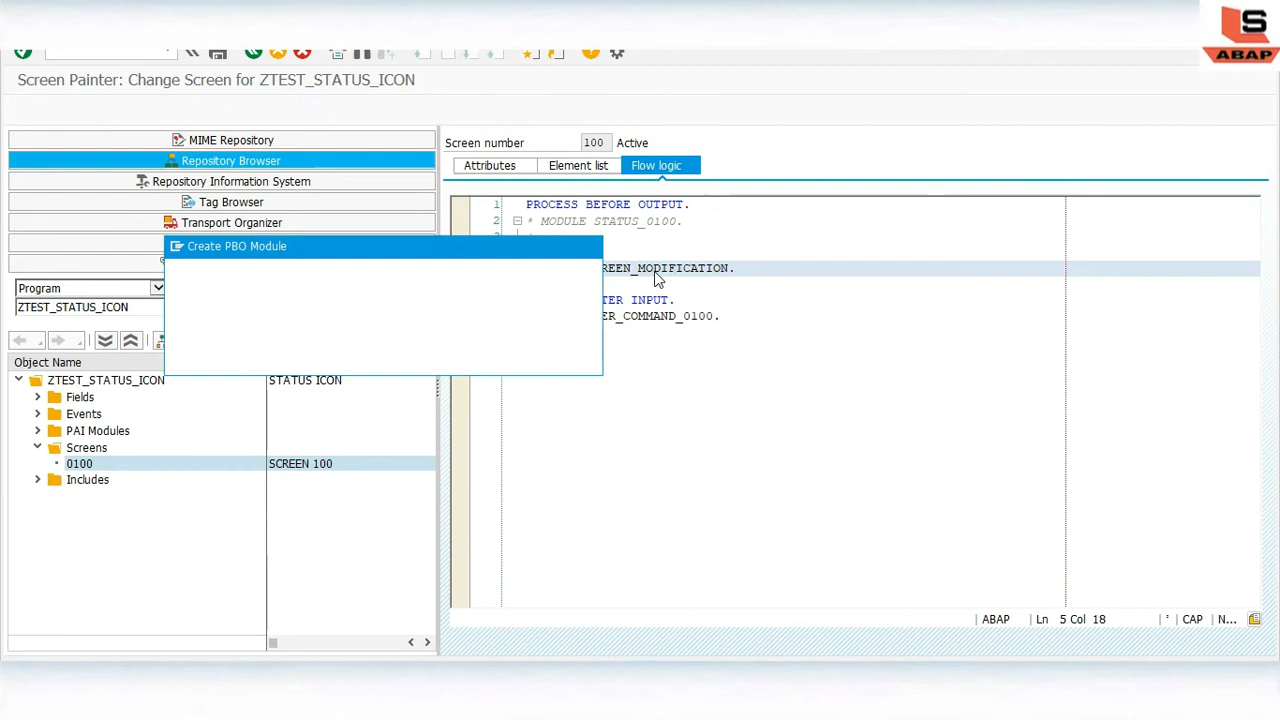 S
ABAP
Screen Painter: Change Screen for ZTEST_STATUS_ICON
MIME Repository
Repository Browser
Repository Information System
Tag Browser
Transport Organizer
Screen number 100 Active
Attributes Element list Flow logic
1 PROCESS BEFORE OUTPUT.
2 * MODULE STATUS_0100.
Create PBO Module
REEN_MODIFICATION.
TER INPUT.
ER_COMMAND_0100.
Program
ZTEST_STATUS_ICON
Object Name
ZTEST_STATUS_ICON STATUS ICON
Fields
Events
PAI Modules
Screens
0100 SCREEN 100
Includes
ABAP Ln 5 Col 18 * CAP N...